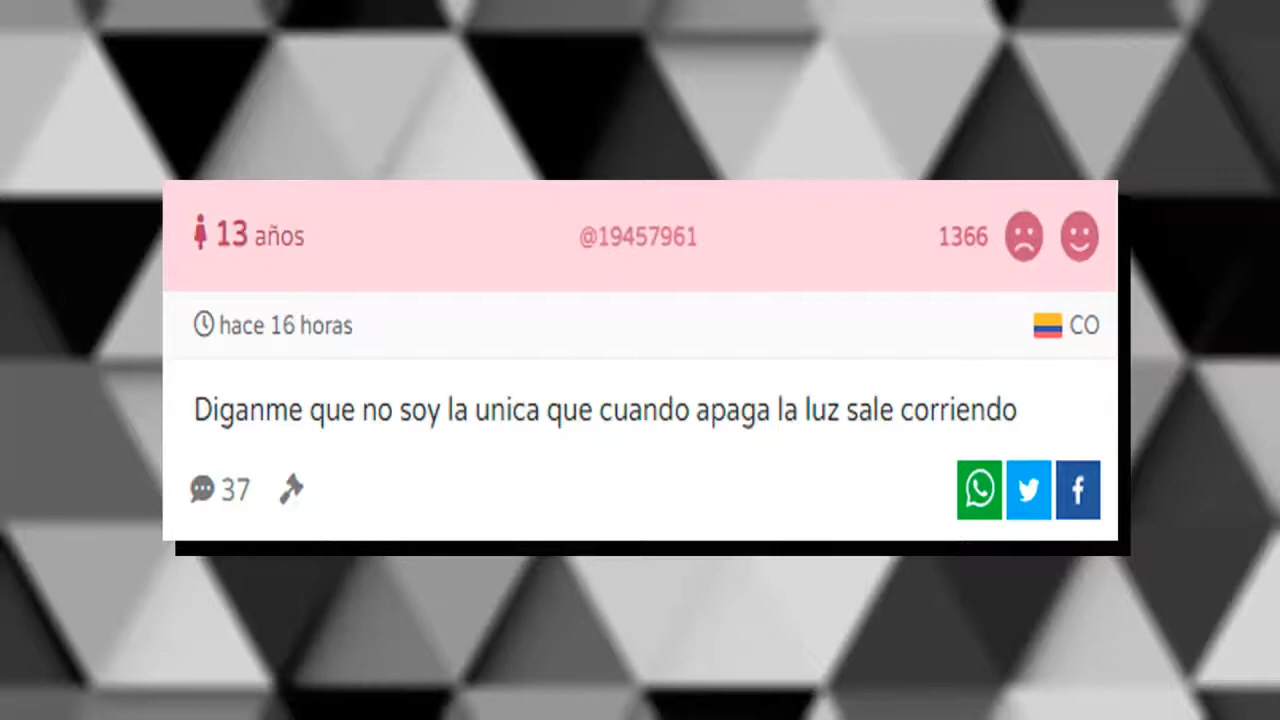 13 años @19457961 1366
hace 16 horas CO
Diganme que no soy la unica que cuando apaga la luz sale corriendo
37